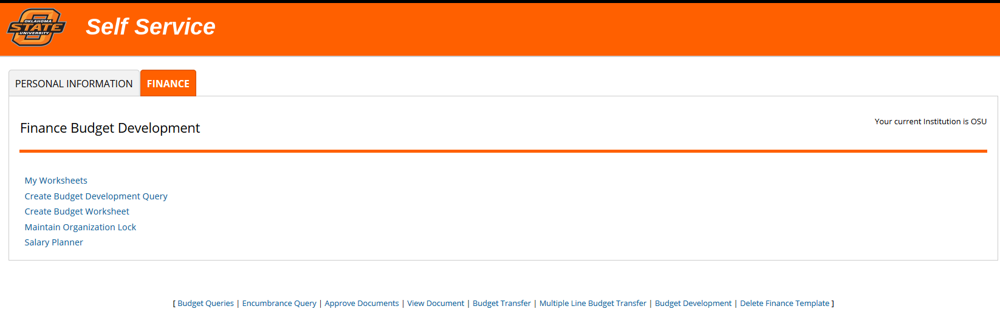 OKLAHOMA
STATE
UNIVERSITY
Self Service
PERSONAL INFORMATION FINANCE
Finance Budget Development
Your current Institution is OSU
My Worksheets
Create Budget Development Query
Create Budget Worksheet
Maintain Organization Lock
Salary Planner
[ Budget Queries | Encumbrance Query | Approve Documents | View Document | Budget Transfer | Multiple Line Budget Transfer | Budget Development | Delete Finance Template ]